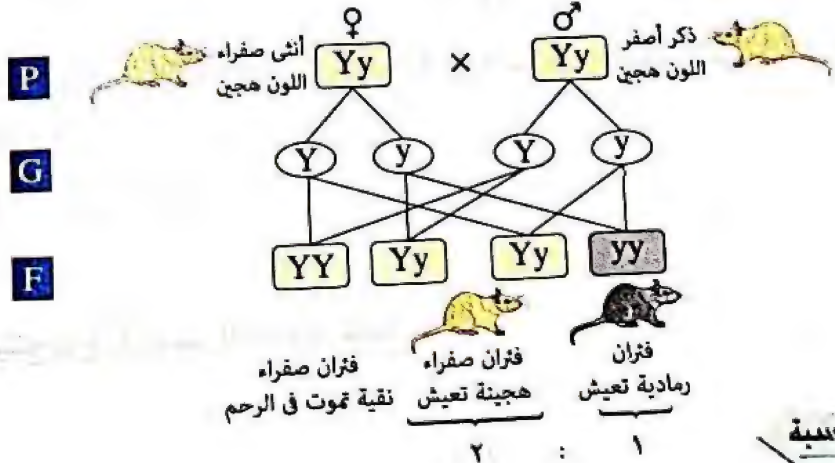 ♀ ♂
P أنثى صفراء اللون هجين Yy × Yy ذكر أصفر اللون هجين
G Y y Y y
F YY Yy Yy yy
فئران صفراء نقية تموت فى الرحم
فئران صفراء هجينة تعيش
فئران رمادية تعيش
٢ : ١